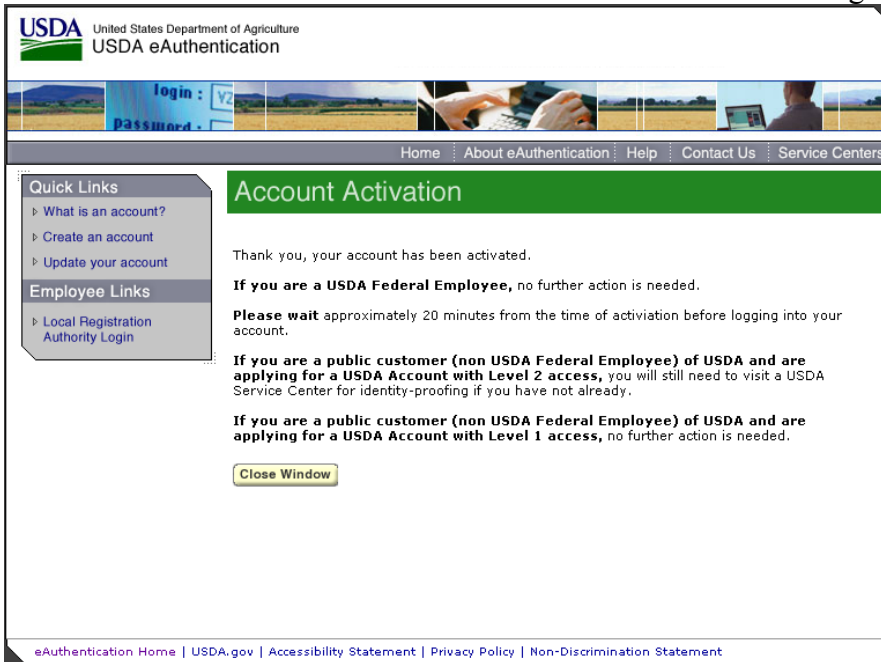 USDA United States Department of Agriculture
USDA eAuthentication
login :
password :
Home About eAuthentication Help Contact Us Service Centers
Quick Links
What is an account?
Create an account
Update your account
Employee Links
Local Registration
Authority Login
Account Activation
Thank you, your account has been activated.
If you are a USDA Federal Employee, no further action is needed.
Please wait approximately 20 minutes from the time of activiation before logging into your
account.
If you are a public customer (non USDA Federal Employee) of USDA and are
applying for a USDA Account with Level 2 access, you will still need to visit a USDA
Service Center for identity-proofing if you have not already.
If you are a public customer (non USDA Federal Employee) of USDA and are
applying for a USDA Account with Level 1 access, no further action is needed.
Close Window
eAuthentication Home | USDA.gov | Accessibility Statement | Privacy Policy | Non-Discrimination Statement